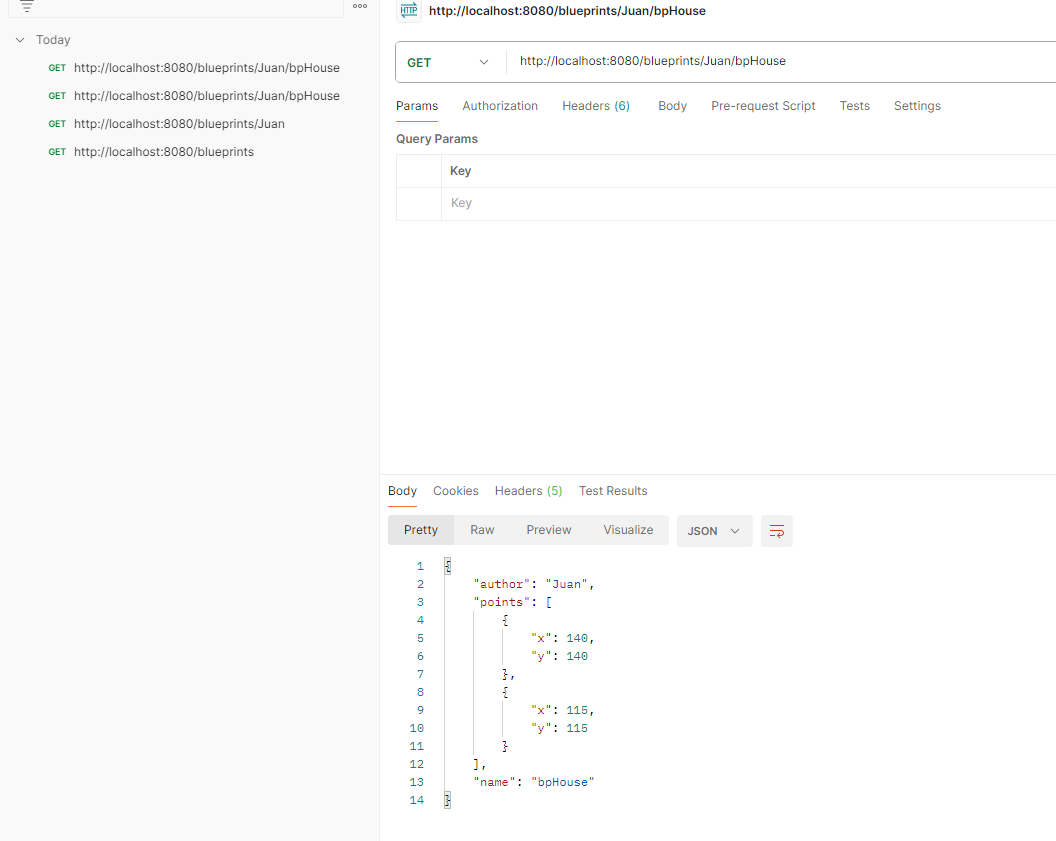 Today
GET http://localhost:8080/blueprints/Juan/bpHouse
GET http://localhost:8080/blueprints/Juan/bpHouse
GET http://localhost:8080/blueprints/Juan
GET http://localhost:8080/blueprints
HTTP http://localhost:8080/blueprints/Juan/bpHouse
GET http://localhost:8080/blueprints/Juan/bpHouse
Params Authorization Headers (6) Body Pre-request Script Tests Settings
Query Params
Key
Key
Body Cookies Headers (5) Test Results
Pretty Raw Preview Visualize JSON
1 {
2 "author": "Juan",
3 "points": [
4 {
5 "x": 140,
6 "y": 140
7 },
8 {
9 "x": 115,
10 "y": 115
11 }
12 ],
13 "name": "bpHouse"
14 }